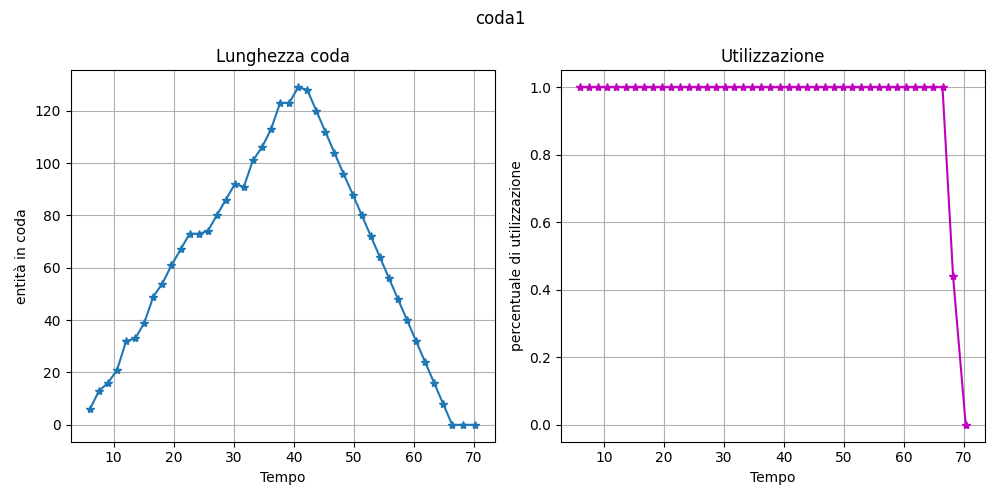 coda1
Lunghezza coda
entità in coda
120
100
80
60
40
20
0
10 20 30 40 50 60 70
Tempo
Utilizzazione
percentuale di utilizzazione
1.0
0.8
0.6
0.4
0.2
0.0
10 20 30 40 50 60 70
Tempo